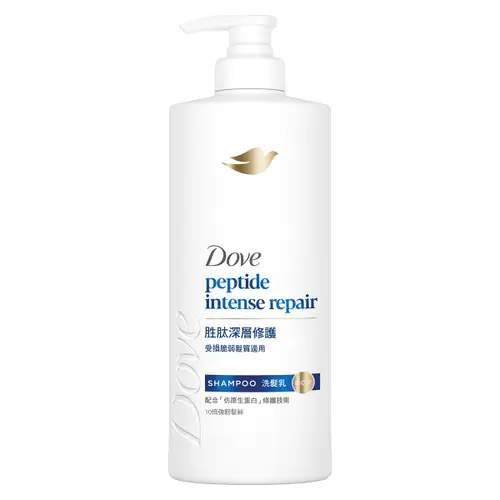 Dove
peptide
intense repair
胜肽深層修護
受損脆弱髮質適用
SHAMPOO 洗髮乳
配合「仿原生蛋白」修護技術
10倍強韌髮絲
Dove